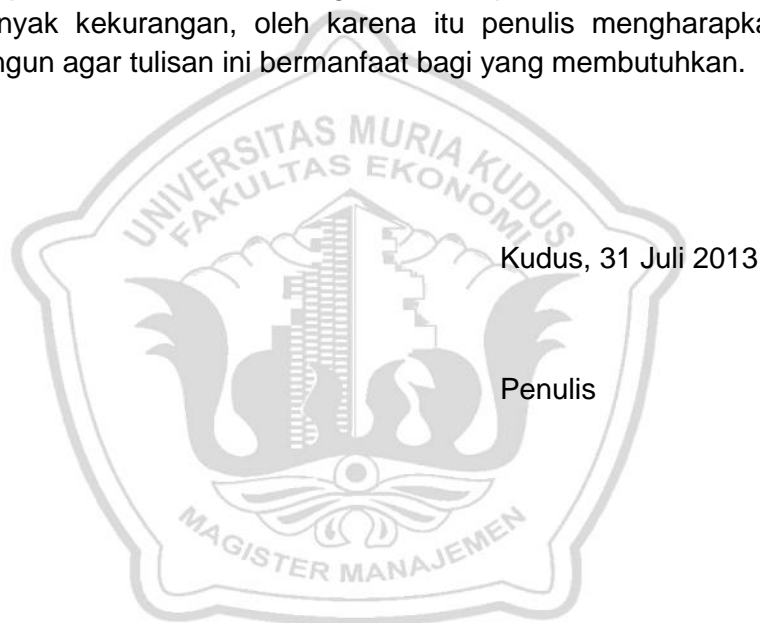 nyak kekurangan, oleh karena itu penulis mengharapka
ngun agar tulisan ini bermanfaat bagi yang membutuhkan.
UNIVERSITAS MURIA KUDUS
FAKULTAS EKONOMI
Kudus, 31 Juli 2013
Penulis
MAGISTER MANAJEMEN